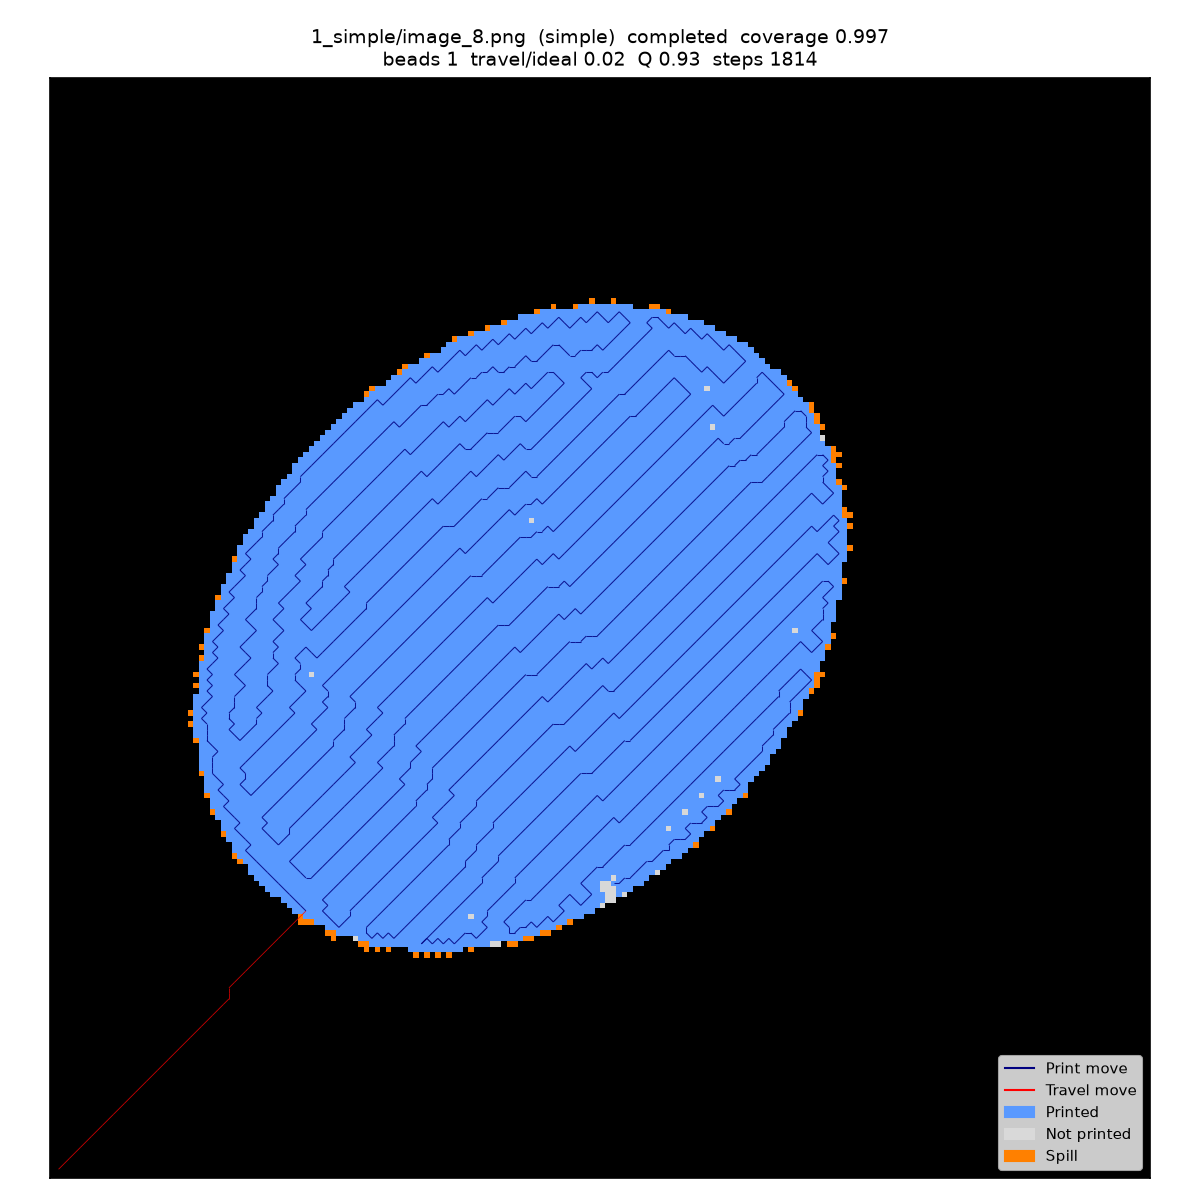 1_simple/image_8.png  (simple)  completed  coverage 0.997
beads 1  travel/ideal 0.02  Q 0.93  steps 1814
Print move
Travel move
Printed
Not printed
Spill